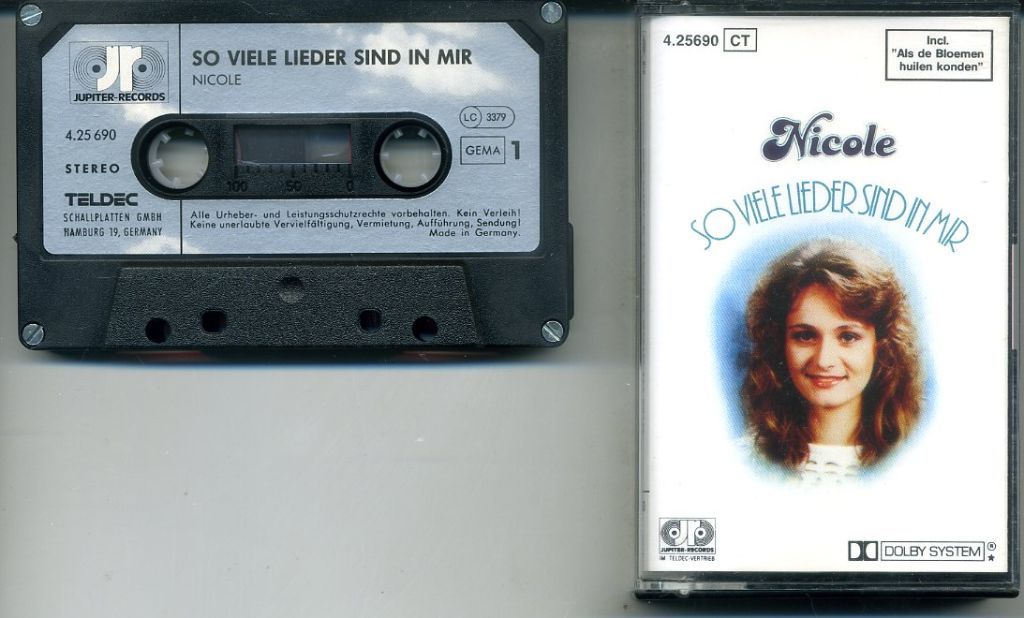 JR
JUPITER-RECORDS
SO VIELE LIEDER SIND IN MIR
NICOLE
4.25 690
STEREO
LC 3379
GEMA 1
100 50 0
TELDEC
SCHALLPLATTEN GMBH
HAMBURG 19, GERMANY
Alle Urheber- und Leistungsschutzrechte vorbehalten. Kein Verleih!
Keine unerlaubte Vervielfältigung, Vermietung, Aufführung, Sendung!
Made in Germany.
4.25690 CT
Incl.
"Als de Bloemen
huilen konden"
Nicole
SO VIELE LIEDER SIND IN MIR
JR
JUPITER-RECORDS
IM TELDEC-VERTRIEB
DOLBY SYSTEM ®